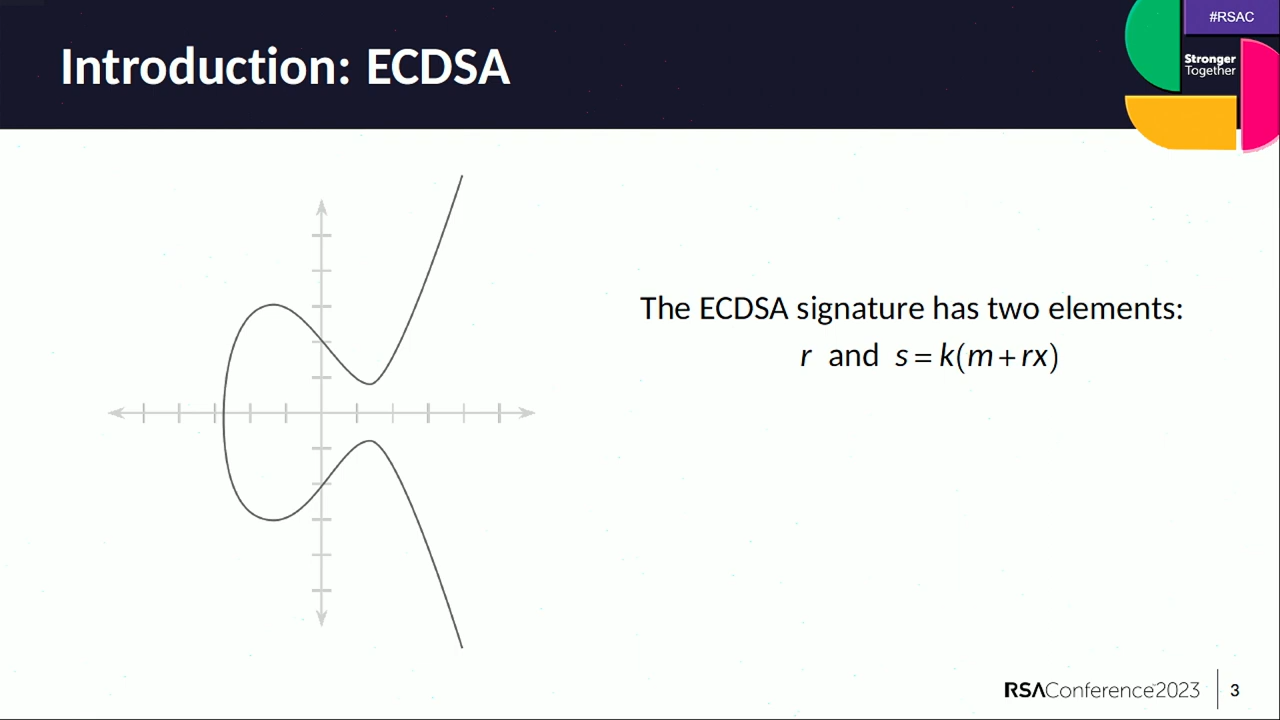 Introduction: ECDSA
#RSAC
Stronger
Together
The ECDSA signature has two elements:
r and s = k(m + rx)
RSAConference2023
3